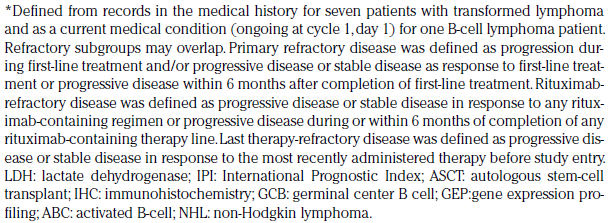 *Defined from records in the medical history for seven patients with transformed lymphoma
and as a current medical condition (ongoing at cycle 1, day 1) for one B-cell lymphoma patient.
Refractory subgroups may overlap. Primary refractory disease was defined as progression dur-
ing first-line treatment and/or progressive disease or stable disease as response to first-line treat-
ment or progressive disease within 6 months after completion of first-line treatment. Rituximab-
refractory disease was defined as progressive disease or stable disease in response to any ritux-
imab-containing regimen or progressive disease during or within 6 months of completion of any
rituximab-containing therapy line. Last therapy-refractory disease was defined as progressive dis-
ease or stable disease in response to the most recently administered therapy before study entry.
LDH: lactate dehydrogenase; IPI: International Prognostic Index; ASCT: autologous stem-cell
transplant; IHC: immunohistochemistry; GCB: germinal center B cell; GEP:gene expression pro-
filing; ABC: activated B-cell; NHL: non-Hodgkin lymphoma.